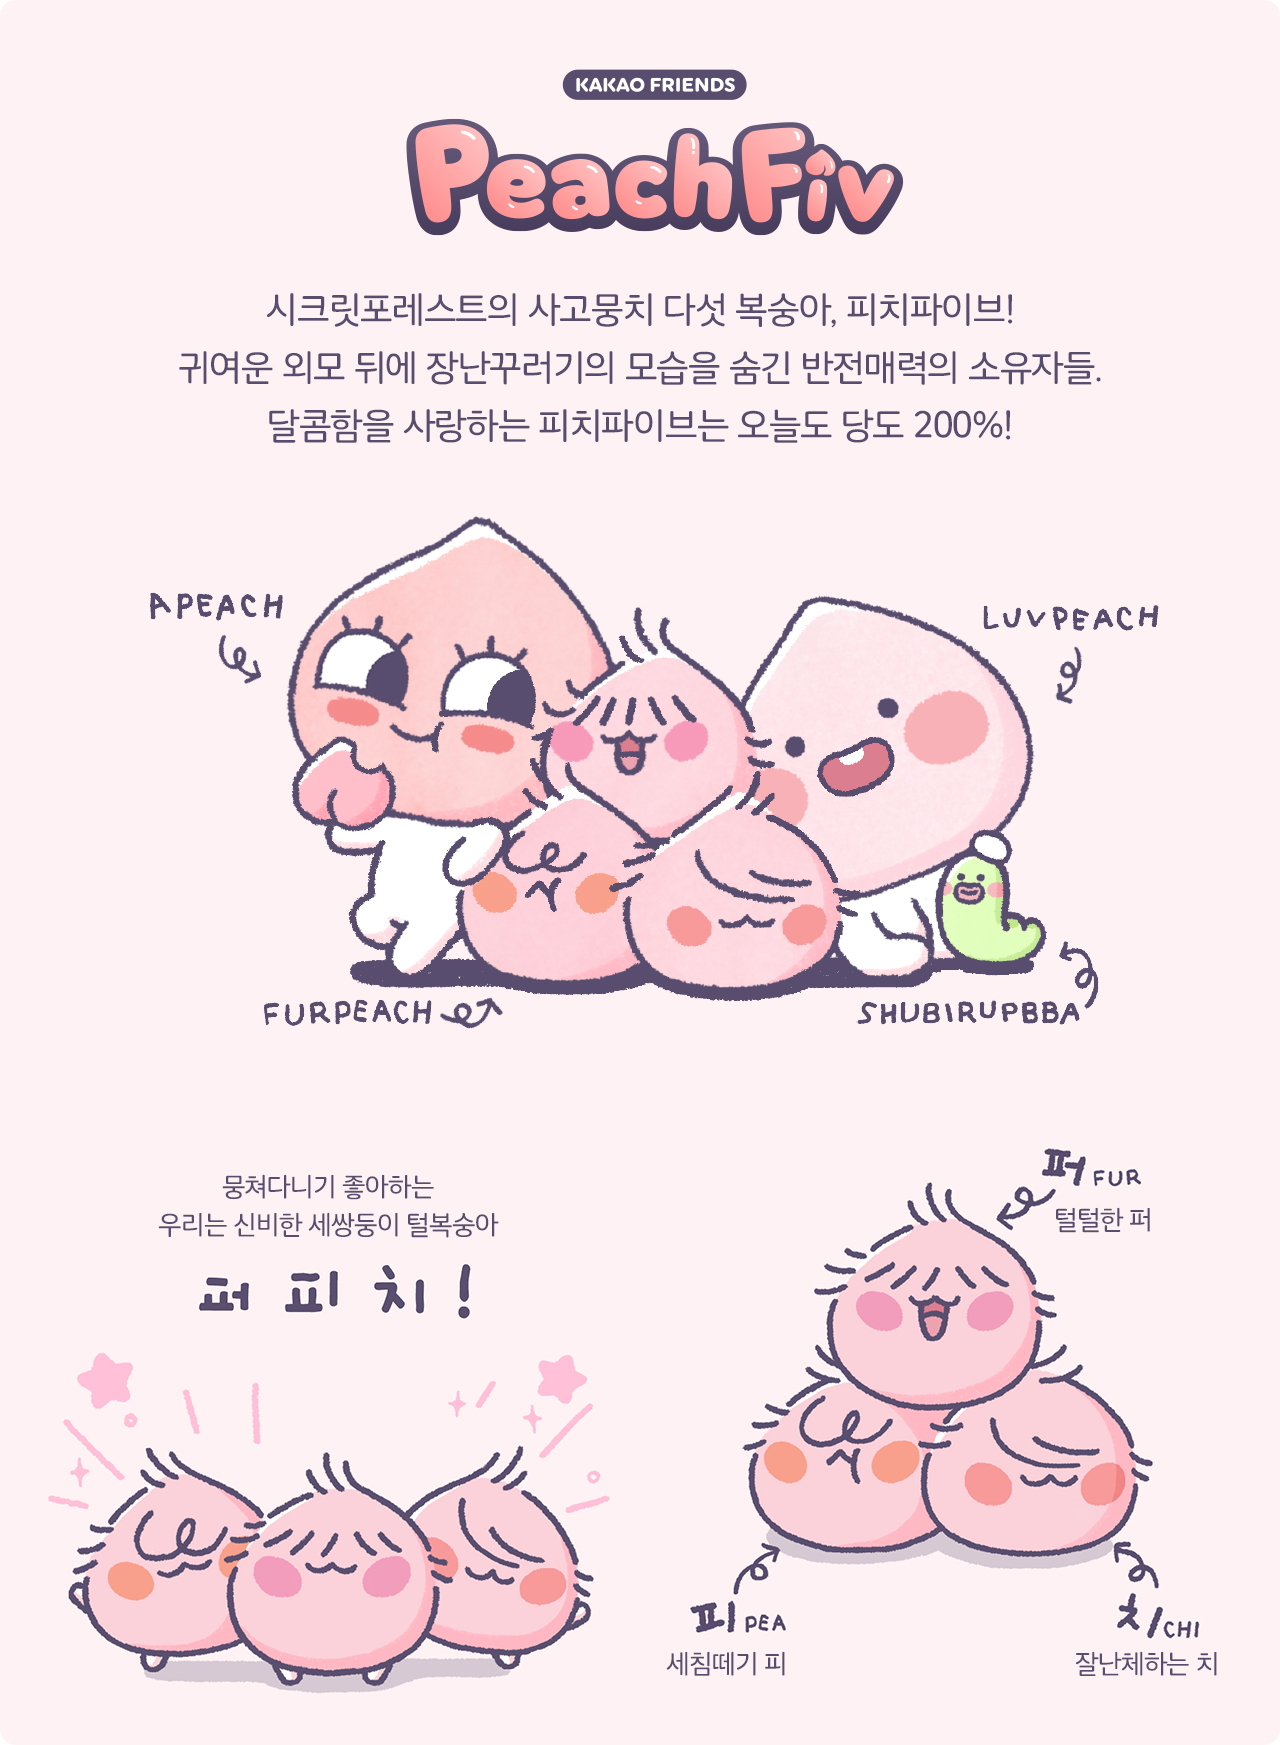 KAKAO FRIENDS
PeachFiv
시크릿포레스트의 사고뭉치 다섯 복숭아, 피치파이브!
귀여운 외모 뒤에 장난꾸러기의 모습을 숨긴 반전매력의 소유자들.
달콤함을 사랑하는 피치파이브는 오늘도 당도 200%!
APEACH
LUVPEACH
FURPEACH
SHUBIRUPBBA
뭉쳐다니기 좋아하는
우리는 신비한 세쌍둥이 털복숭아
퍼 피 치 !
퍼 FUR
털털한 퍼
피 PEA
세침떼기 피
치 CHI
잘난체하는 치